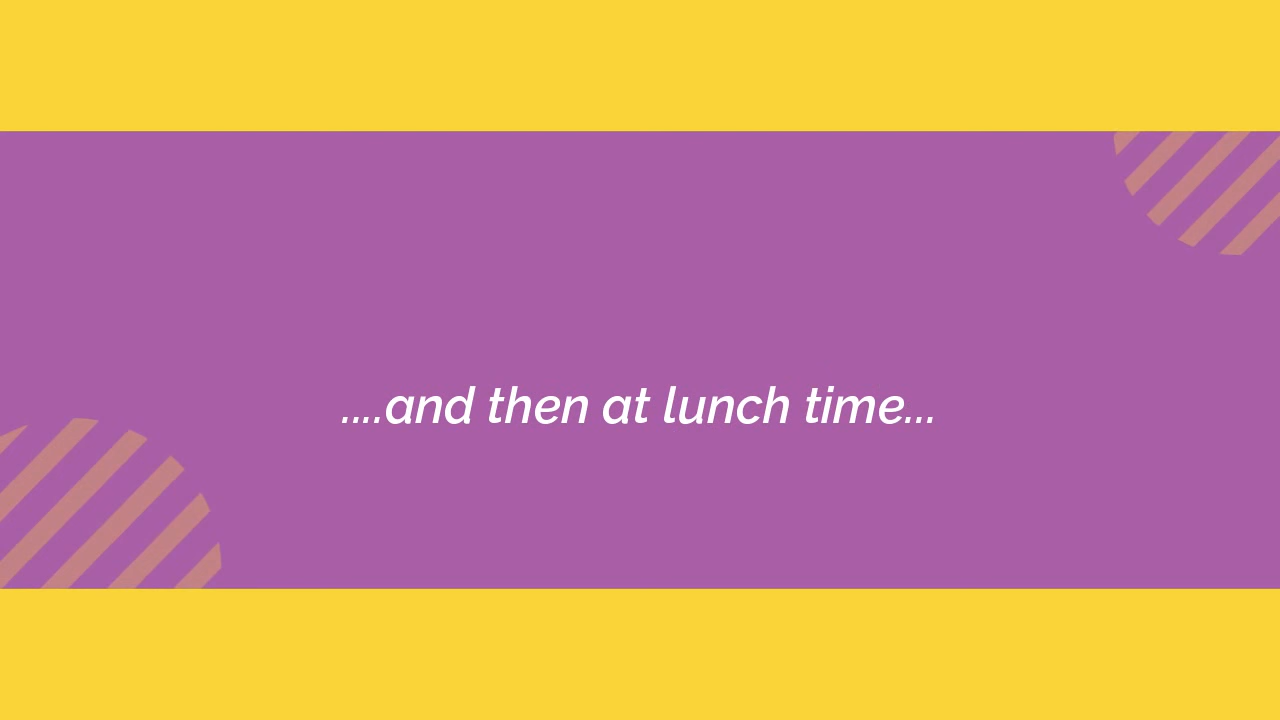 ....and then at lunch time...